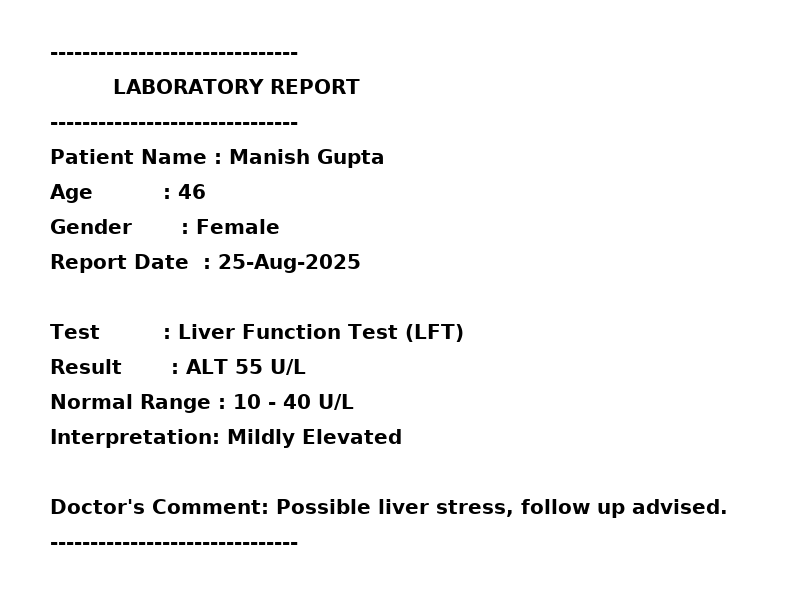 -------------------------------
LABORATORY REPORT
-------------------------------
Patient Name : Manish Gupta
Age : 46
Gender : Female
Report Date : 25-Aug-2025
Test : Liver Function Test (LFT)
Result : ALT 55 U/L
Normal Range : 10 - 40 U/L
Interpretation: Mildly Elevated
Doctor's Comment: Possible liver stress, follow up advised.
-------------------------------